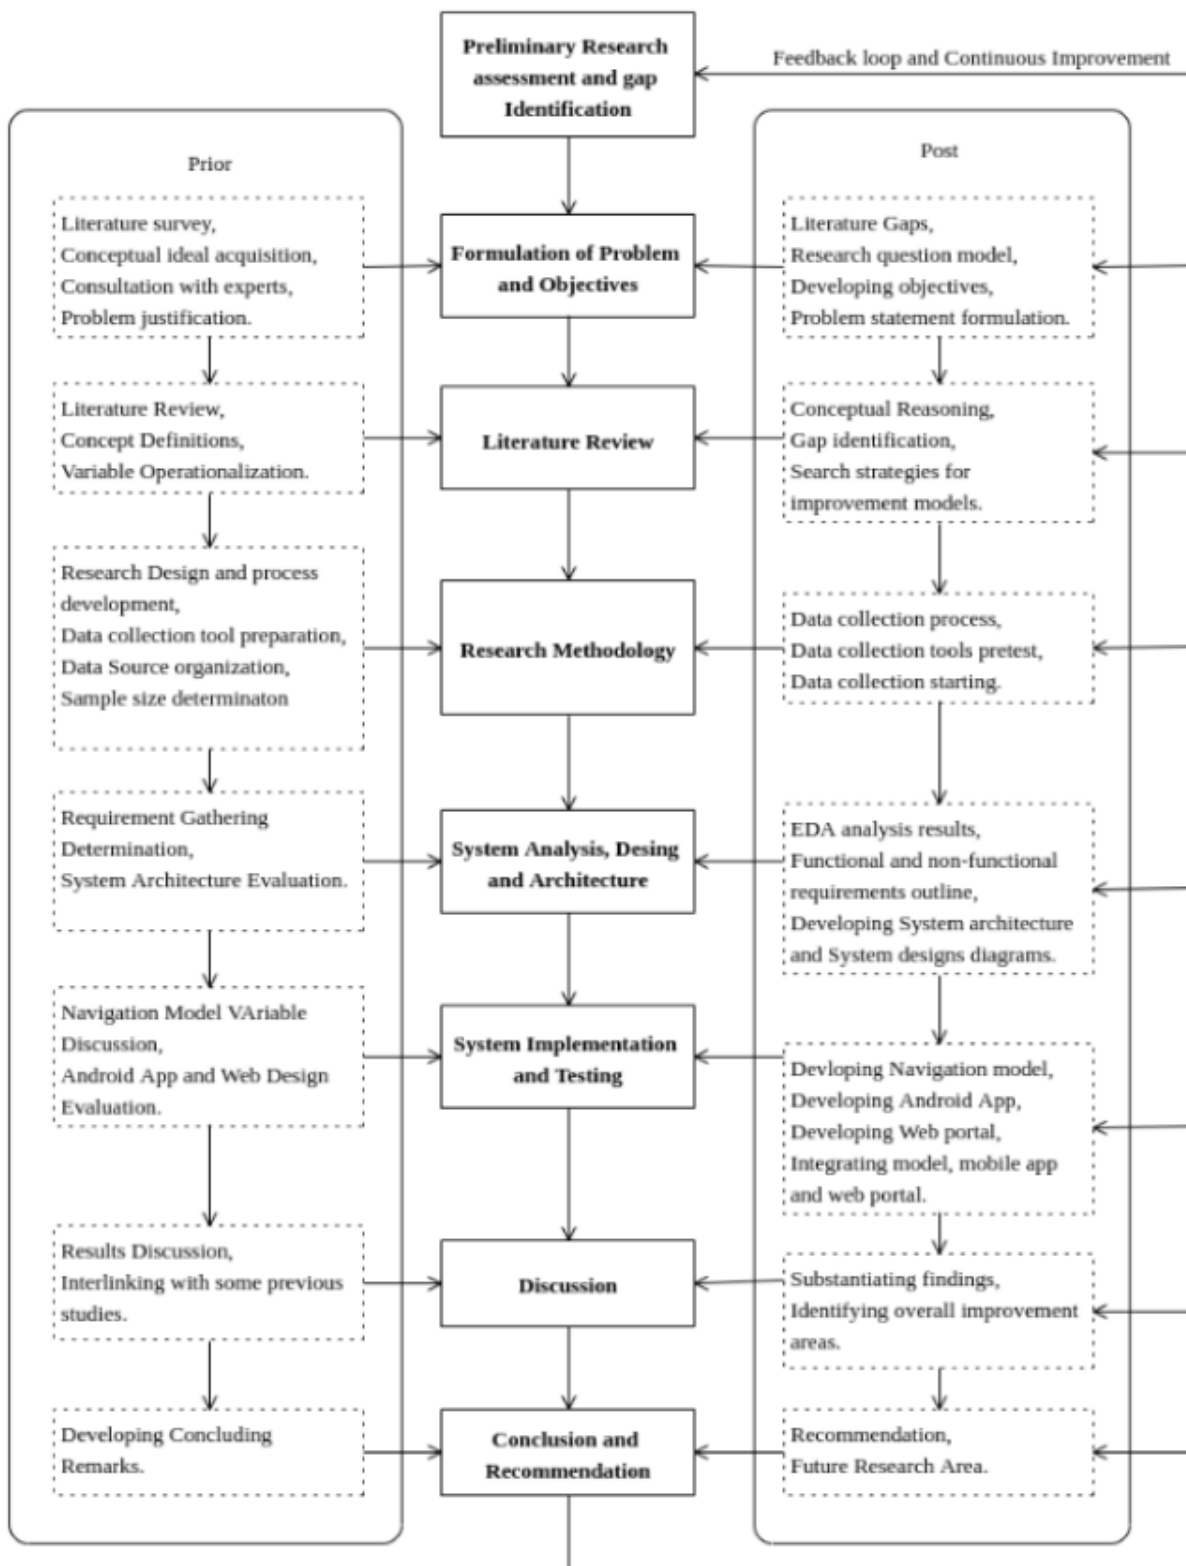 Preliminary Research
assessment and gap
Identification
Feedback loop and Continuous Improvement
Prior
Post
Literature survey,
Conceptual ideal acquisition,
Consultation with experts,
Problem justification.
Formulation of Problem
and Objectives
Literature Gaps,
Research question model,
Developing objectives,
Problem statement formulation.
Literature Review,
Concept Definitions,
Variable Operationalization.
Literature Review
Conceptual Reasoning,
Gap identification,
Search strategies for
improvement models.
Research Design and process
development,
Data collection tool preparation,
Data Source organization,
Sample size determinaton
Research Methodology
Data collection process,
Data collection tools pretest,
Data collection starting.
Requirement Gathering
Determination,
System Architecture Evaluation.
System Analysis, Desing
and Architecture
EDA analysis results,
Functional and non-functional
requirements outline,
Developing System architecture
and System designs diagrams.
Navigation Model VAriable
Discussion,
Android App and Web Design
Evaluation.
System Implementation
and Testing
Devloping Navigation model,
Developing Android App,
Developing Web portal,
Integrating model, mobile app
and web portal.
Results Discussion,
Interlinking with some previous
studies.
Discussion
Substantiating findings,
Identifying overall improvement
areas.
Developing Concluding
Remarks.
Conclusion and
Recommendation
Recommendation,
Future Research Area.